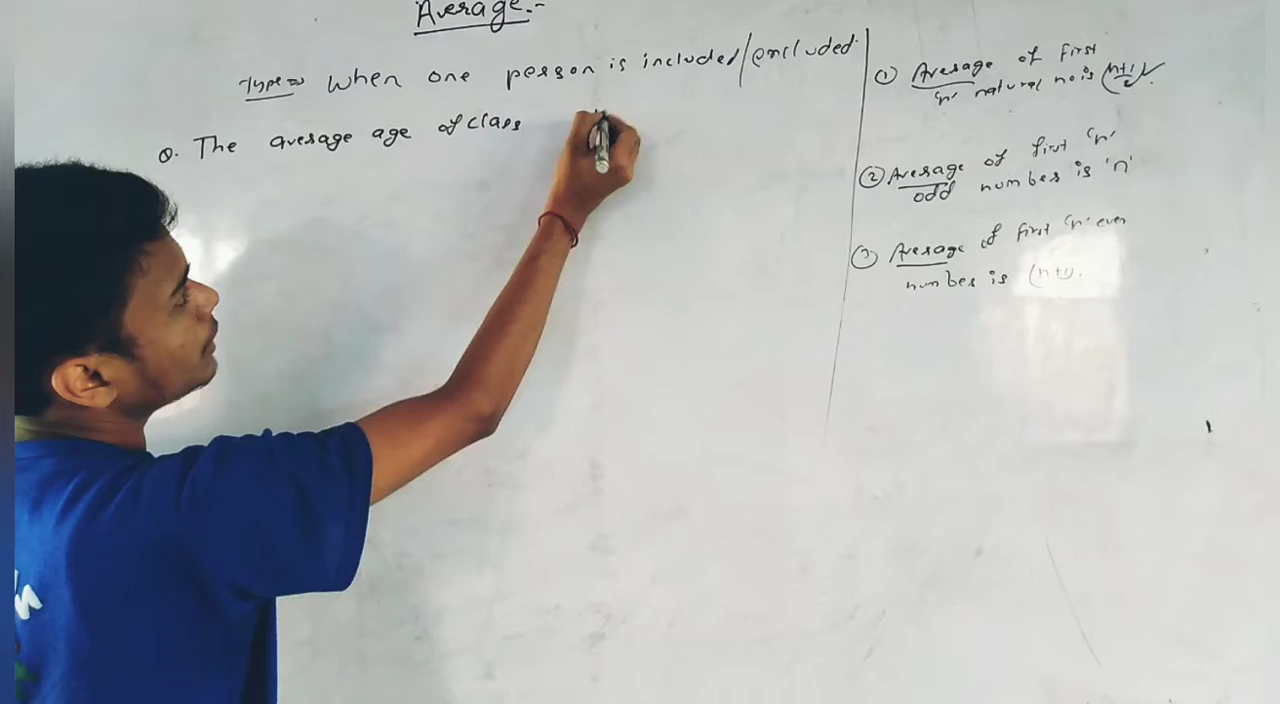 Average.-
Type= When one person is included/excluded.
Q. The average age of class
① Average of first
'n' natural no is (n+1/2)
② Average of first 'n'
odd numbers is 'n'
③ Average of first 'n' even
numbers is (n+1).